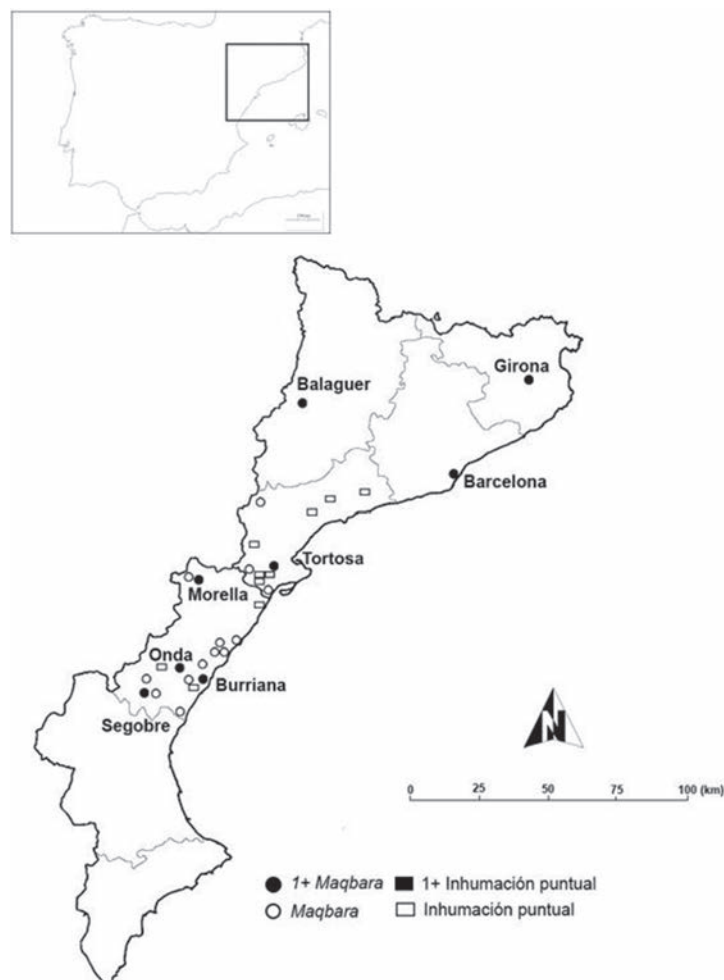 Girona
Balaguer
Barcelona
Tortosa
Morella
Onda
Burriana
Segobre
N
0 25 50 75 100 (km)
1+ Maqbara 1+ Inhumación puntual
Maqbara Inhumación puntual